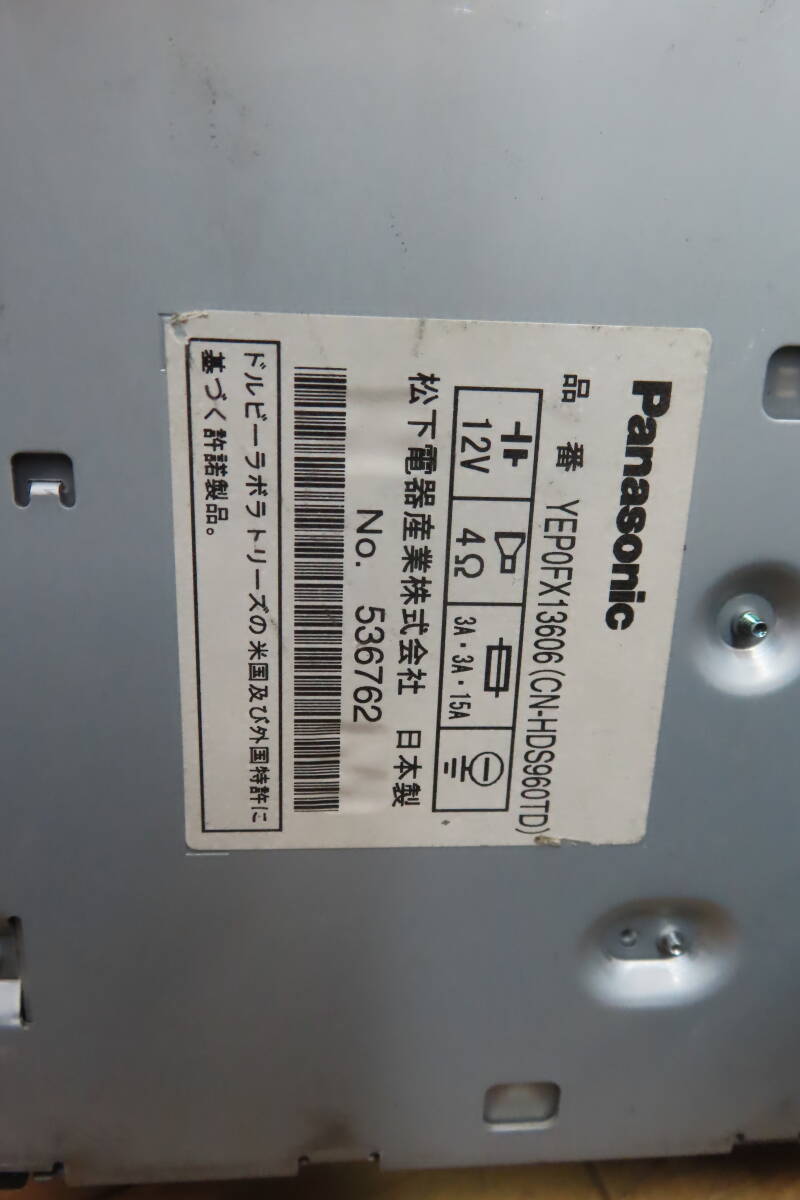 Panasonic
品 番 YEP0FX13606(CN-HDS960TD)
12V 4Ω 3A・3A・15A
松下電器産業株式会社 日本製
No. 536762
ドルビーラボラトリーズの米国及び外国特許に
基づく許諾製品。